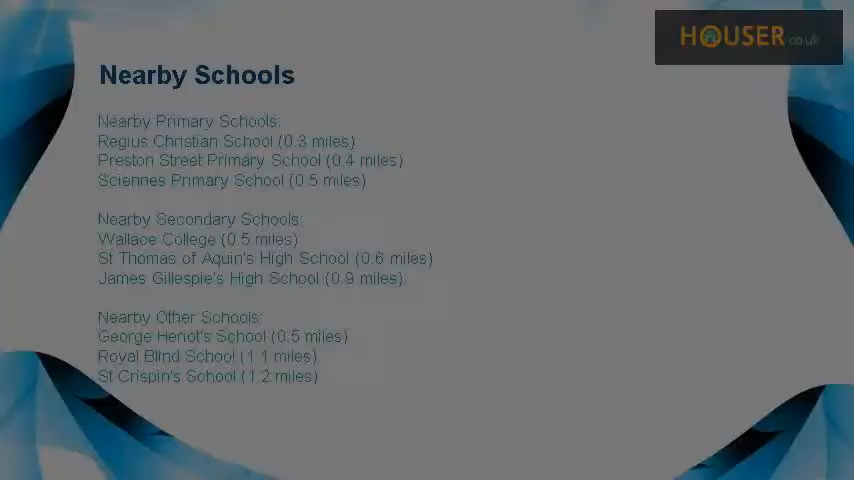 HOUSER.co.uk
Nearby Schools
Nearby Primary Schools:
Regius Christian School (0.3 miles)
Preston Street Primary School (0.4 miles)
Sciennes Primary School (0.5 miles)
Nearby Secondary Schools:
Wallace College (0.5 miles)
St Thomas of Aquin's High School (0.6 miles)
James Gillespie's High School (0.9 miles)
Nearby Other Schools:
George Heriot's School (0.5 miles)
Royal Blind School (1.1 miles)
St Crispin's School (1.2 miles)